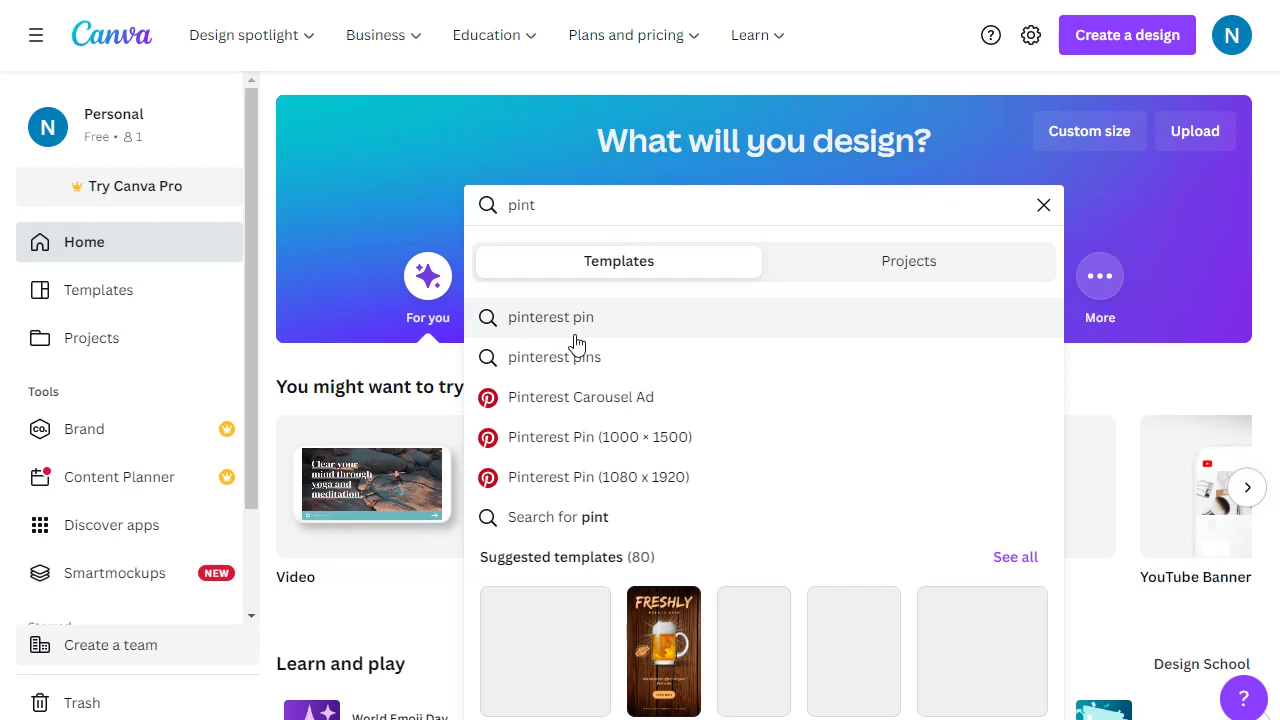 Canva
Design spotlight
Business
Education
Plans and pricing
Learn
Create a design
N
N
Personal
Free • 1
Try Canva Pro
Home
Templates
Projects
Tools
Brand
Content Planner
Discover apps
Smartmockups
NEW
Create a team
Trash
What will you design?
Custom size
Upload
pint
Templates
Projects
For you
More
pinterest pin
pinterest pins
Pinterest Carousel Ad
Pinterest Pin (1000 × 1500)
Pinterest Pin (1080 x 1920)
Search for pint
Suggested templates (80)
See all
FRESHLY
You might want to try
Clear your
mind through
yoga and
meditation.
Video
YouTube Banner
Learn and play
Design School
World Emoji Day
?